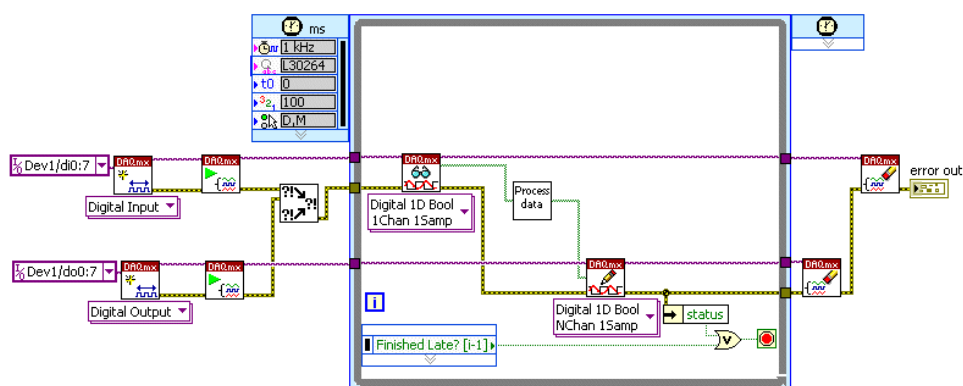 ms
1 kHz
L30264
t0 0
321 100
D,M
Dev1/di0:7
DAQmx
DAQmx
DAQmx
DAQmx
error out
Digital Input
?!
?!
?!
Digital 1D Bool
1Chan 1Samp
Process
data
Dev1/do0:7
DAQmx
DAQmx
DAQmx
DAQmx
Digital Output
i
Digital 1D Bool
NChan 1Samp
status
Finished Late? [i-1]
V